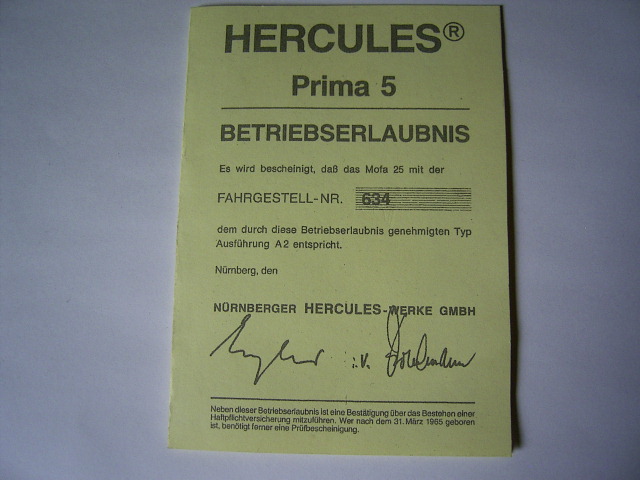 HERCULES®
Prima 5
BETRIEBSERLAUBNIS
Es wird bescheinigt, daß das Mofa 25 mit der
FAHRGESTELL-NR. 634
dem durch diese Betriebserlaubnis genehmigten Typ
Ausführung A2 entspricht.
Nürnberg, den
NÜRNBERGER HERCULES-WERKE GMBH
i.V.
Neben dieser Betriebserlaubnis ist eine Bestätigung über das Bestehen einer
Haftpflichtversicherung mitzuführen. Wer nach dem 31. März 1965 geboren
ist, benötigt ferner eine Prüfbescheinigung.